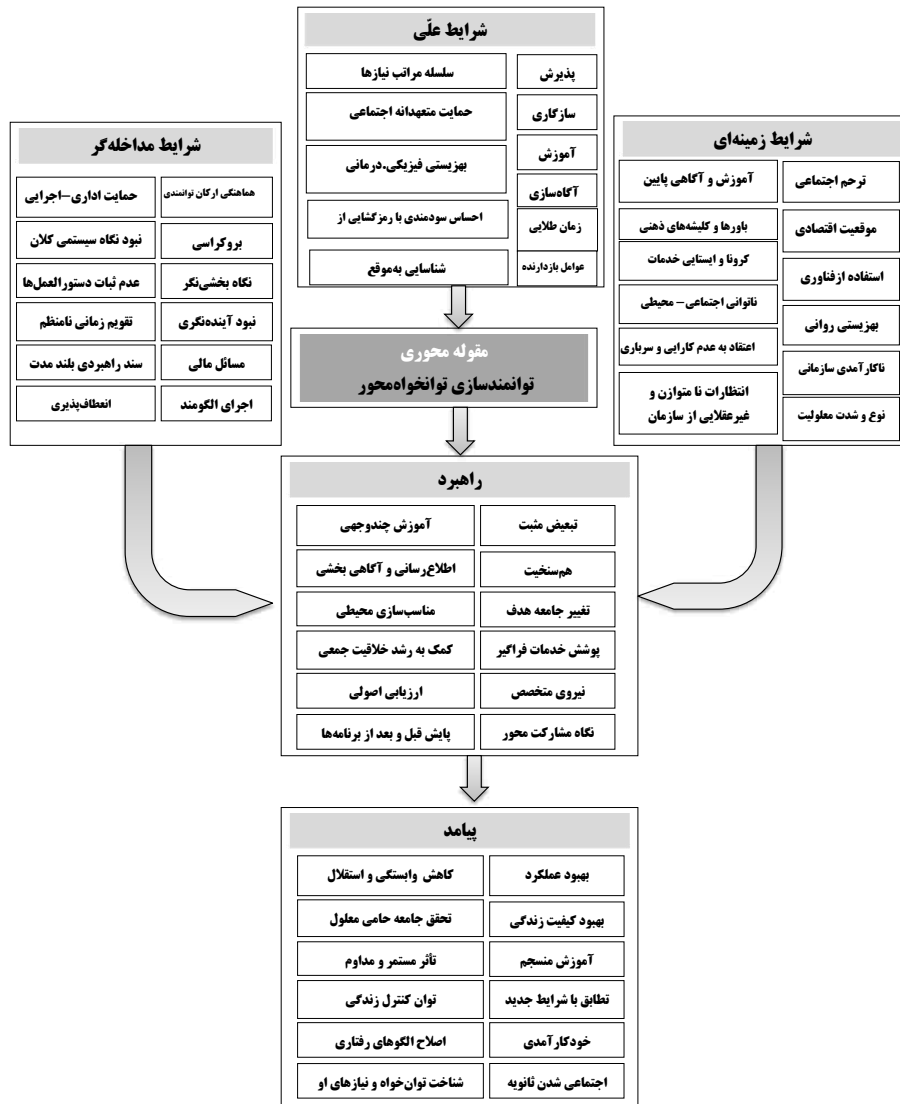 شرایط علّی
پذیرش
سلسله مراتب نیازها
سازگاری
حمایت متعهدانه اجتماعی
آموزش
بهزیستی فیزیکی.درمانی
آگاه‌سازی
زمان طلایی
احساس سودمندی با رمزگشایی از
عوامل بازدارنده
شناسایی به‌موقع
شرایط زمینه‌ای
ترحم اجتماعی
آموزش و آگاهی پایین
موقعیت اقتصادی
باورها و کلیشه‌های ذهنی
استفاده ازفناوری
کرونا و ایستایی خدمات
بهزیستی روانی
ناتوانی اجتماعی– محیطی
ناکارآمدی سازمانی
اعتقاد به عدم کارایی و سرباری
نوع و شدت معلولیت
انتظارات نا متوازن و
غیرعقلایی از سازمان
شرایط مداخله‌گر
هماهنگی ارکان توانمندی
حمایت اداری–اجرایی
بروکراسی
نبود نگاه سیستمی کلان
نگاه بخشی‌نگر
عدم ثبات دستورالعمل‌ها
نبود آینده‌نگری
تقویم زمانی نامنظم
مسائل مالی
سند راهبردی بلند مدت
اجرای الگومند
انعطاف‌پذیری
مقوله محوری
توانمندسازی توانخواه‌محور
راهبرد
تبعیض مثبت
آموزش چندوجهی
هم‌سنخیت
اطلاع‌رسانی و آگاهی بخشی
تغییر جامعه هدف
مناسب‌سازی محیطی
پوشش خدمات فراگیر
کمک به رشد خلاقیت جمعی
نیروی متخصص
ارزیابی اصولی
نگاه مشارکت محور
پایش قبل و بعد از برنامه‌ها
پیامد
بهبود عملکرد
کاهش وابستگی و استقلال
بهبود کیفیت زندگی
تحقق جامعه حامی معلول
آموزش منسجم
تأثر مستمر و مداوم
تطابق با شرایط جدید
توان کنترل زندگی
خودکارآمدی
اصلاح الگوهای رفتاری
اجتماعی شدن ثانویه
شناخت توان‌خواه و نیازهای او